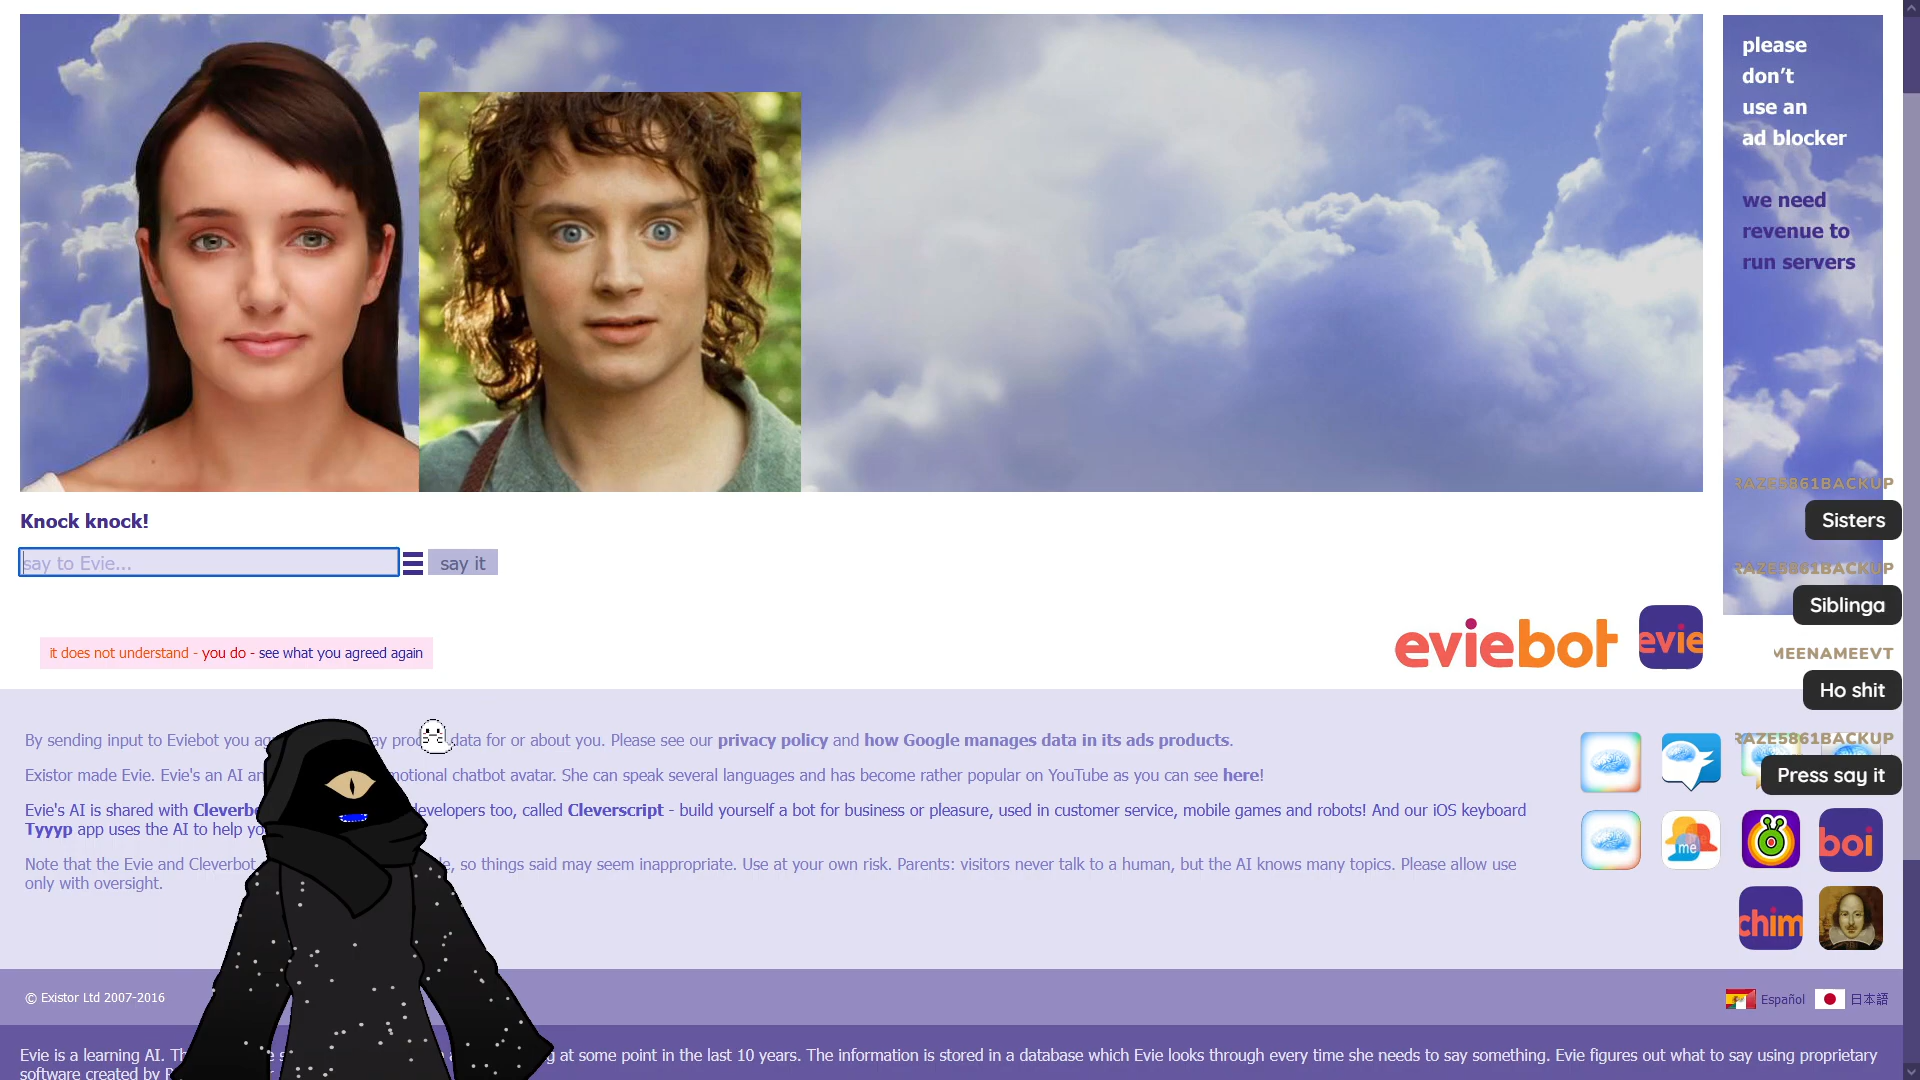 please
don't
use an
ad blocker
we need
revenue to
run servers
Knock knock!
say to Evie...
say it
it does not understand - you do - see what you agreed again
eviebot
evie
RAZE5861BACKUP
Sisters
RAZE5861BACKUP
Siblinga
MEENAMEEVT
Ho shit
RAZE5861BACKUP
Press say it
By sending input to Eviebot you data for or about you. Please see our privacy policy and how Google manages data in its ads products.
Existor made Evie. Evie's an AI emotional chatbot avatar. She can speak several languages and has become rather popular on YouTube as you can see here!
Evie's AI is shared with developers too, called Cleverscript - build yourself a bot for business or pleasure, used in customer service, mobile games and robots! And our iOS keyboard
Tyyyp app uses the AI to help
Note that the Evie and Cleverbot so things said may seem inappropriate. Use at your own risk. Parents: visitors never talk to a human, but the AI knows many topics. Please allow use
only with oversight.
me
boi
chim
© Existor Ltd 2007-2016
Español
日本語
Evie is a learning AI. at some point in the last 10 years. The information is stored in a database which Evie looks through every time she needs to say something. Evie figures out what to say using proprietary
software created by